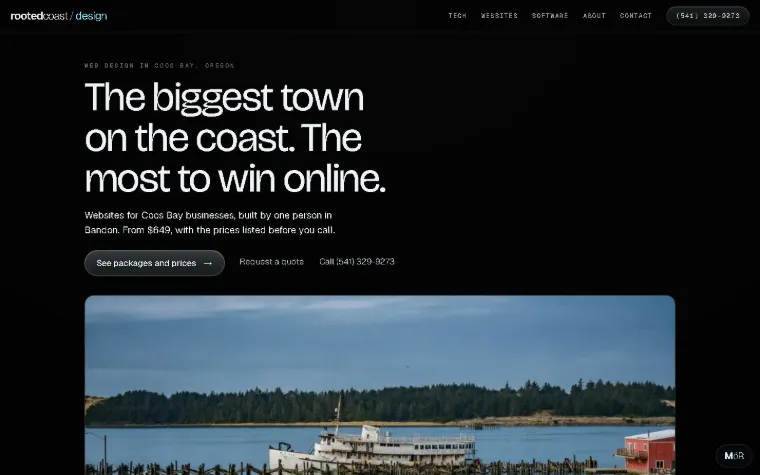 rootedcoast / design
TECH WEBSITES SOFTWARE ABOUT CONTACT (541) 329-9273
WEB DESIGN IN COOS BAY, OREGON
The biggest town
on the coast. The
most to win online.
Websites for Coos Bay businesses, built by one person in
Bandon. From $649, with the prices listed before you call.
See packages and prices → Request a quote Call (541) 329-9273
MóR